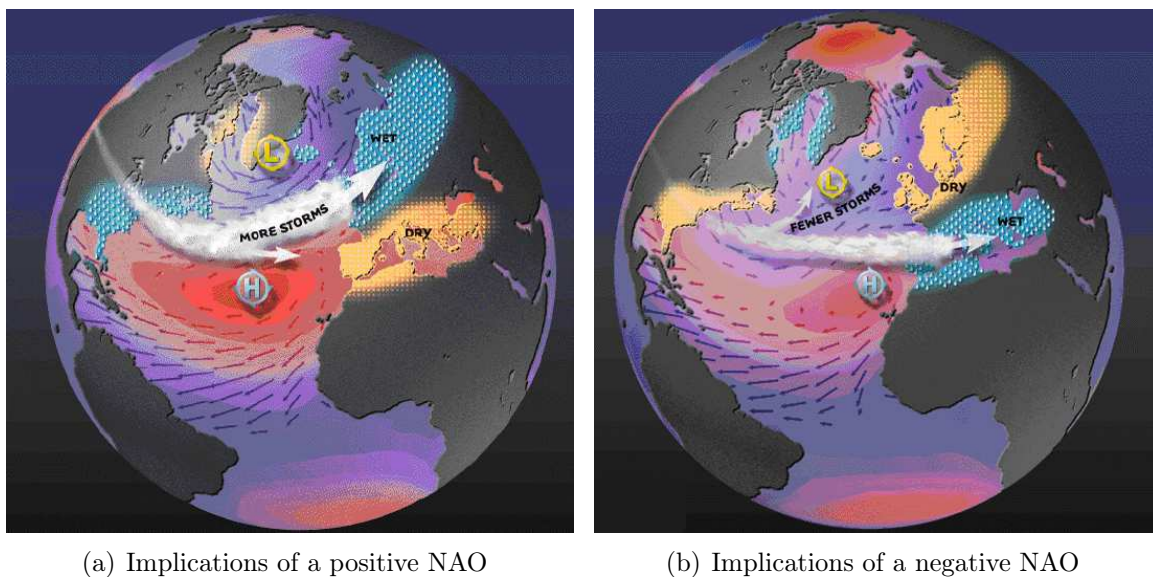 WET
L
MORE STORMS
DRY
H
(a) Implications of a positive NAO
L
DRY
FEWER STORMS
WET
H
(b) Implications of a negative NAO